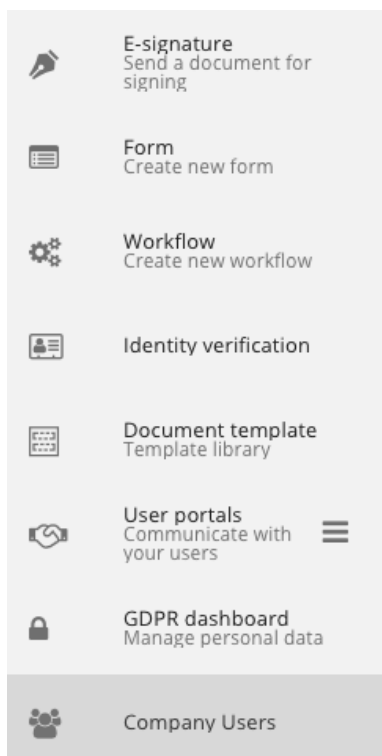 E-signature
Send a document for
signing
Form
Create new form
Workflow
Create new workflow
Identity verification
Document template
Template library
User portals
Communicate with
your users
GDPR dashboard
Manage personal data
Company Users